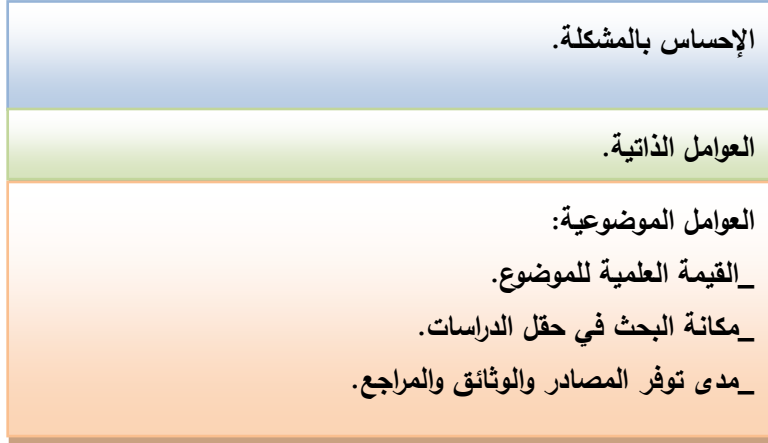 الإحساس بالمشكلة.
العوامل الذاتية.
العوامل الموضوعية:
_القيمة العلمية للموضوع.
_مكانة البحث في حقل الدراسات.
_مدى توفر المصادر والوثائق والمراجع.